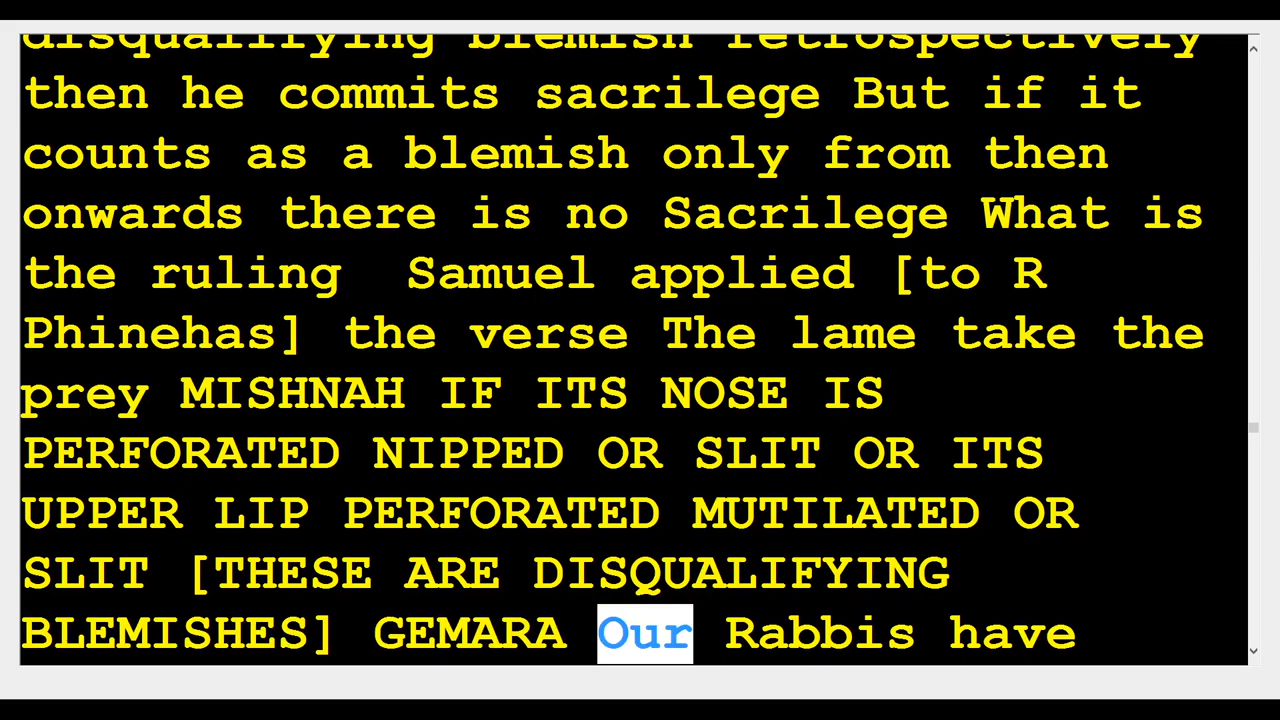 disqualifying blemish retrospectively
then he commits sacrilege But if it
counts as a blemish only from then
onwards there is no Sacrilege What is
the ruling  Samuel applied [to R
Phinehas] the verse The lame take the
prey MISHNAH IF ITS NOSE IS
PERFORATED NIPPED OR SLIT OR ITS
UPPER LIP PERFORATED MUTILATED OR
SLIT [THESE ARE DISQUALIFYING
BLEMISHES] GEMARA Our Rabbis have